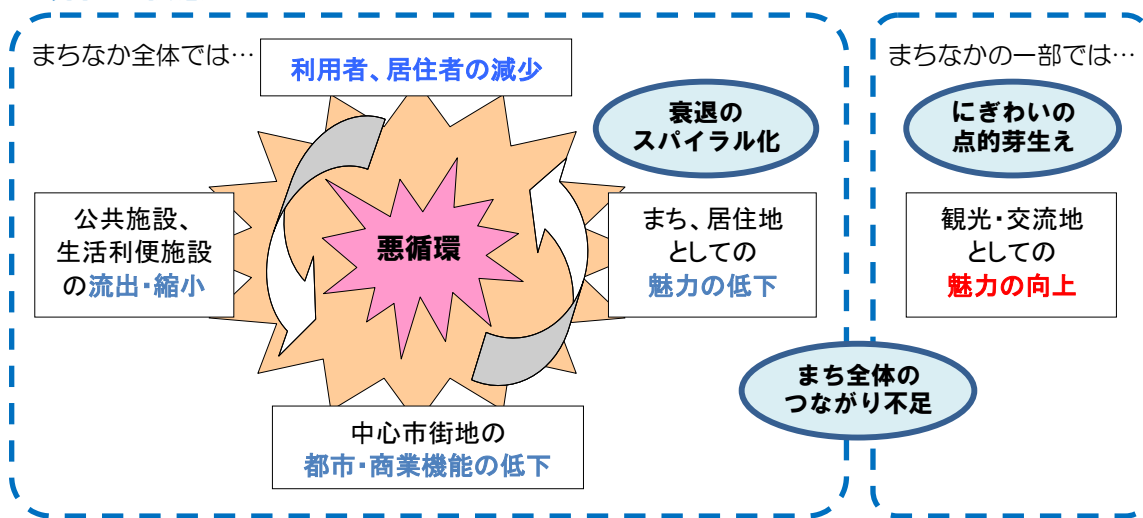 まちなか全体では…
利用者、居住者の減少
衰退の
スパイラル化
公共施設、
生活利便施設
の流出・縮小
悪循環
まち、居住地
としての
魅力の低下
中心市街地の
都市・商業機能の低下
まち全体の
つながり不足
まちなかの一部では…
にぎわいの
点的芽生え
観光・交流地
としての
魅力の向上